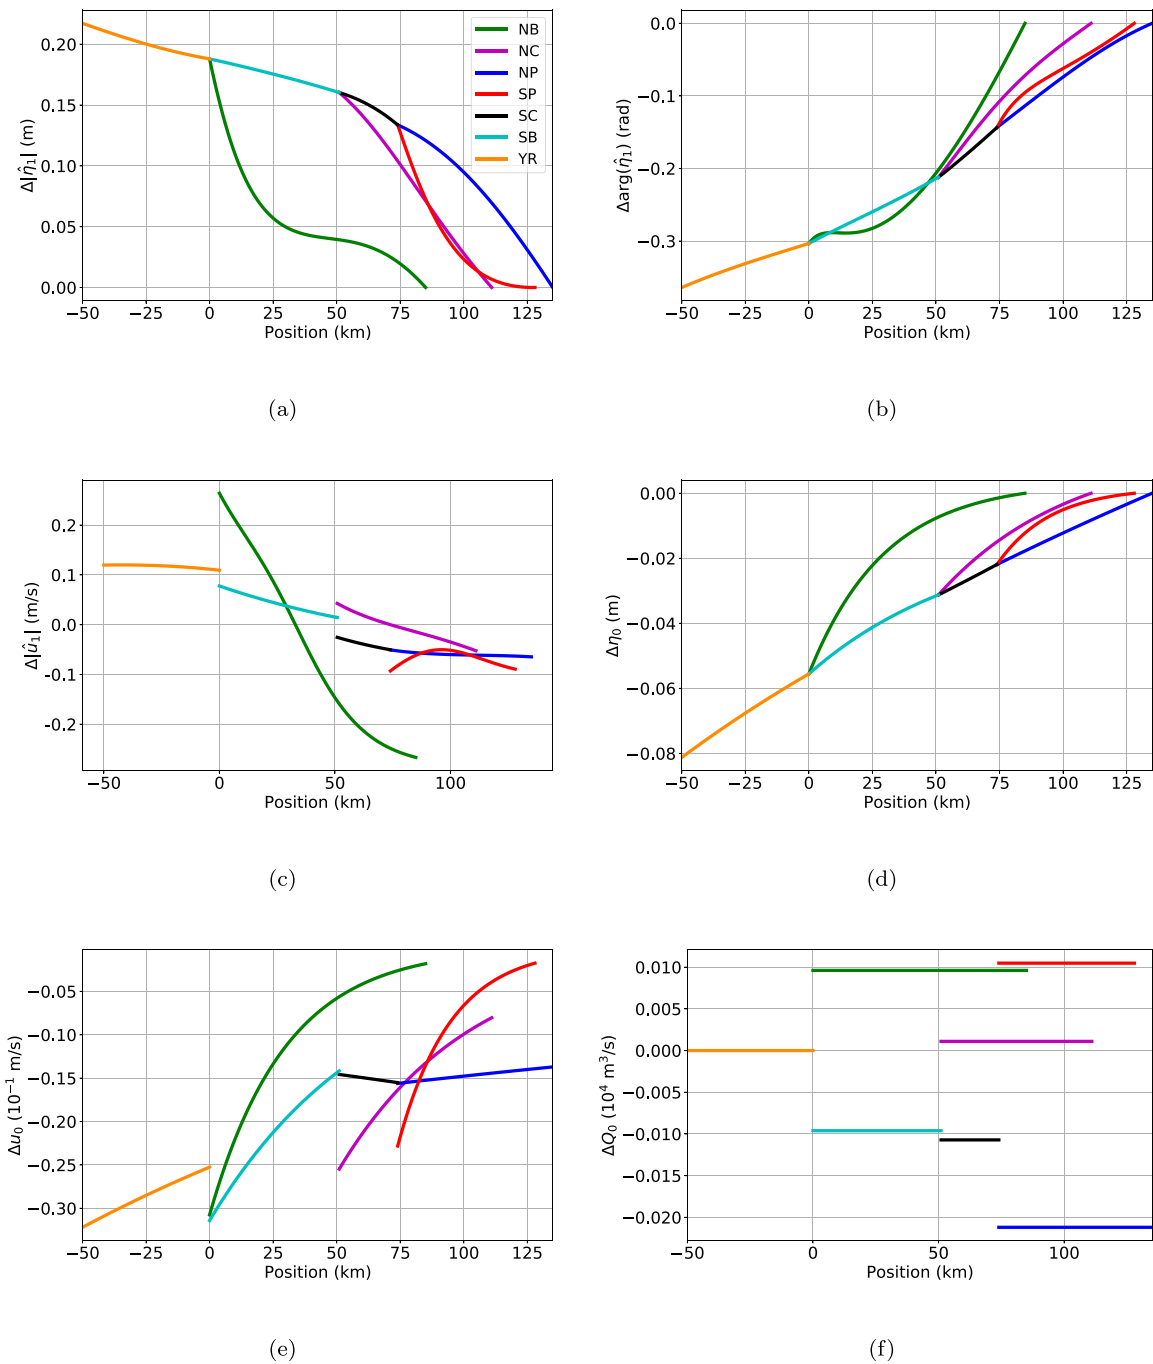 0.20
0.15
0.10
0.05
0.00
Δ|η̂₁| (m)
NB
NC
NP
SP
SC
SB
YR
−50 −25 0 25 50 75 100 125
Position (km)
(a)
0.0
−0.1
−0.2
−0.3
Δarg(η̂₁) (rad)
−50 −25 0 25 50 75 100 125
Position (km)
(b)
0.2
0.1
0.0
-0.1
-0.2
Δ|û₁| (m/s)
−50 0 50 100
Position (km)
(c)
0.00
−0.02
−0.04
−0.06
−0.08
Δη₀ (m)
−50 −25 0 25 50 75 100 125
Position (km)
(d)
−0.05
−0.10
−0.15
−0.20
−0.25
−0.30
Δu₀ (10⁻¹ m/s)
−50 −25 0 25 50 75 100 125
Position (km)
(e)
0.010
0.005
0.000
−0.005
−0.010
−0.015
−0.020
ΔQ₀ (10⁴ m³/s)
−50 0 50 100
Position (km)
(f)